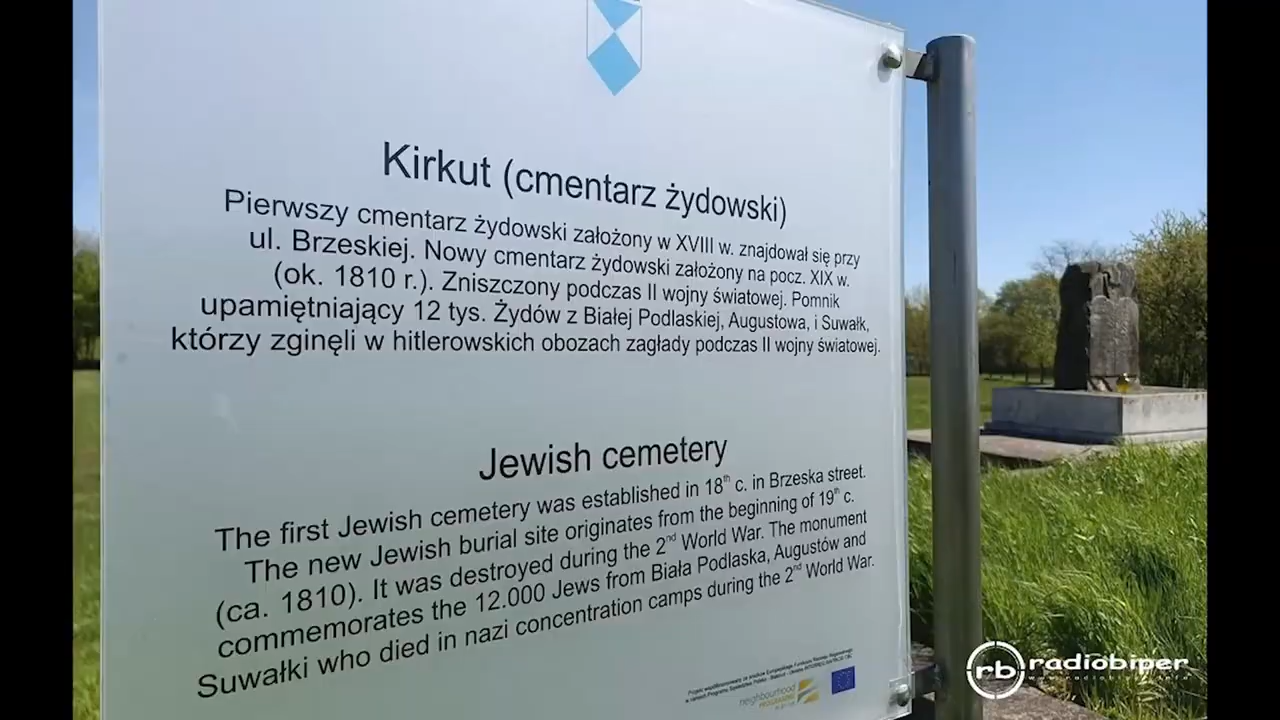 Kirkut (cmentarz żydowski)
Pierwszy cmentarz żydowski założony w XVIII w. znajdował się przy
ul. Brzeskiej. Nowy cmentarz żydowski założony na pocz. XIX w.
(ok. 1810 r.). Zniszczony podczas II wojny światowej. Pomnik
upamiętniający 12 tys. Żydów z Białej Podlaskiej, Augustowa, i Suwałk,
którzy zginęli w hitlerowskich obozach zagłady podczas II wojny światowej.
Jewish cemetery
The first Jewish cemetery was established in 18th c. in Brzeska street.
The new Jewish burial site originates from the beginning of 19th c.
(ca. 1810). It was destroyed during the 2nd World War. The monument
commemorates the 12.000 Jews from Biała Podlaska, Augustów and
Suwałki who died in nazi concentration camps during the 2nd World War.
neighbourhood
rb radiobiper
www.radiobiper.info